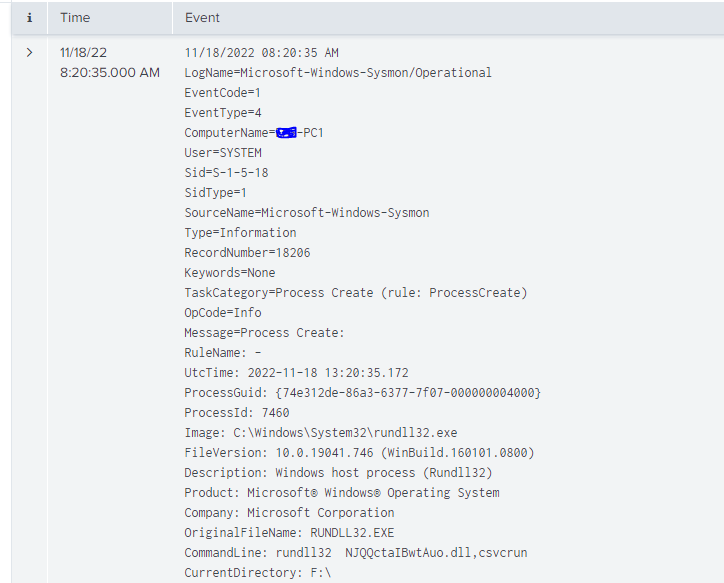 i Time Event
> 11/18/22 11/18/2022 08:20:35 AM
8:20:35.000 AM LogName=Microsoft-Windows-Sysmon/Operational
EventCode=1
EventType=4
ComputerName= -PC1
User=SYSTEM
Sid=S-1-5-18
SidType=1
SourceName=Microsoft-Windows-Sysmon
Type=Information
RecordNumber=18206
Keywords=None
TaskCategory=Process Create (rule: ProcessCreate)
OpCode=Info
Message=Process Create:
RuleName: -
UtcTime: 2022-11-18 13:20:35.172
ProcessGuid: {74e312de-86a3-6377-7f07-000000004000}
ProcessId: 7460
Image: C:\Windows\System32\rundll32.exe
FileVersion: 10.0.19041.746 (WinBuild.160101.0800)
Description: Windows host process (Rundll32)
Product: Microsoft® Windows® Operating System
Company: Microsoft Corporation
OriginalFileName: RUNDLL32.EXE
CommandLine: rundll32  NJQQctaIBwtAuo.dll,csvcrun
CurrentDirectory: F:\